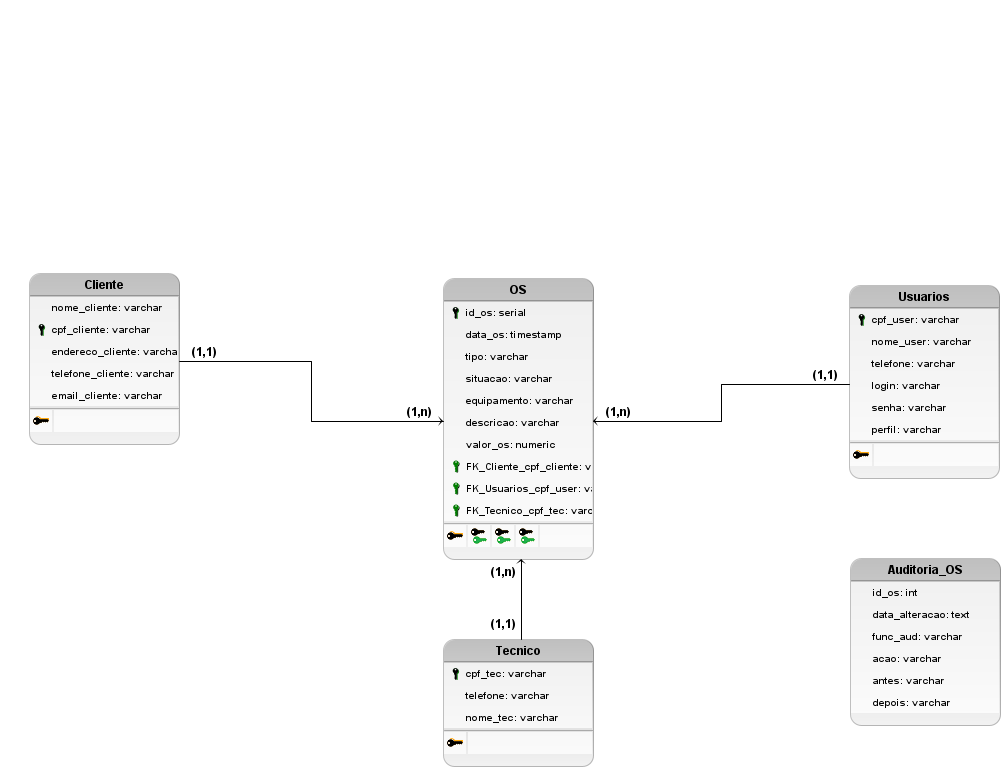 Cliente
nome_cliente: varchar
cpf_cliente: varchar
endereco_cliente: varcha
telefone_cliente: varchar
email_cliente: varchar
(1,1)
(1,n)
OS
id_os: serial
data_os: timestamp
tipo: varchar
situacao: varchar
equipamento: varchar
descricao: varchar
valor_os: numeric
FK_Cliente_cpf_cliente: v
FK_Usuarios_cpf_user: va
FK_Tecnico_cpf_tec: varc
(1,n)
(1,1)
Usuarios
cpf_user: varchar
nome_user: varchar
telefone: varchar
login: varchar
senha: varchar
perfil: varchar
(1,n)
(1,1)
Tecnico
cpf_tec: varchar
telefone: varchar
nome_tec: varchar
Auditoria_OS
id_os: int
data_alteracao: text
func_aud: varchar
acao: varchar
antes: varchar
depois: varchar